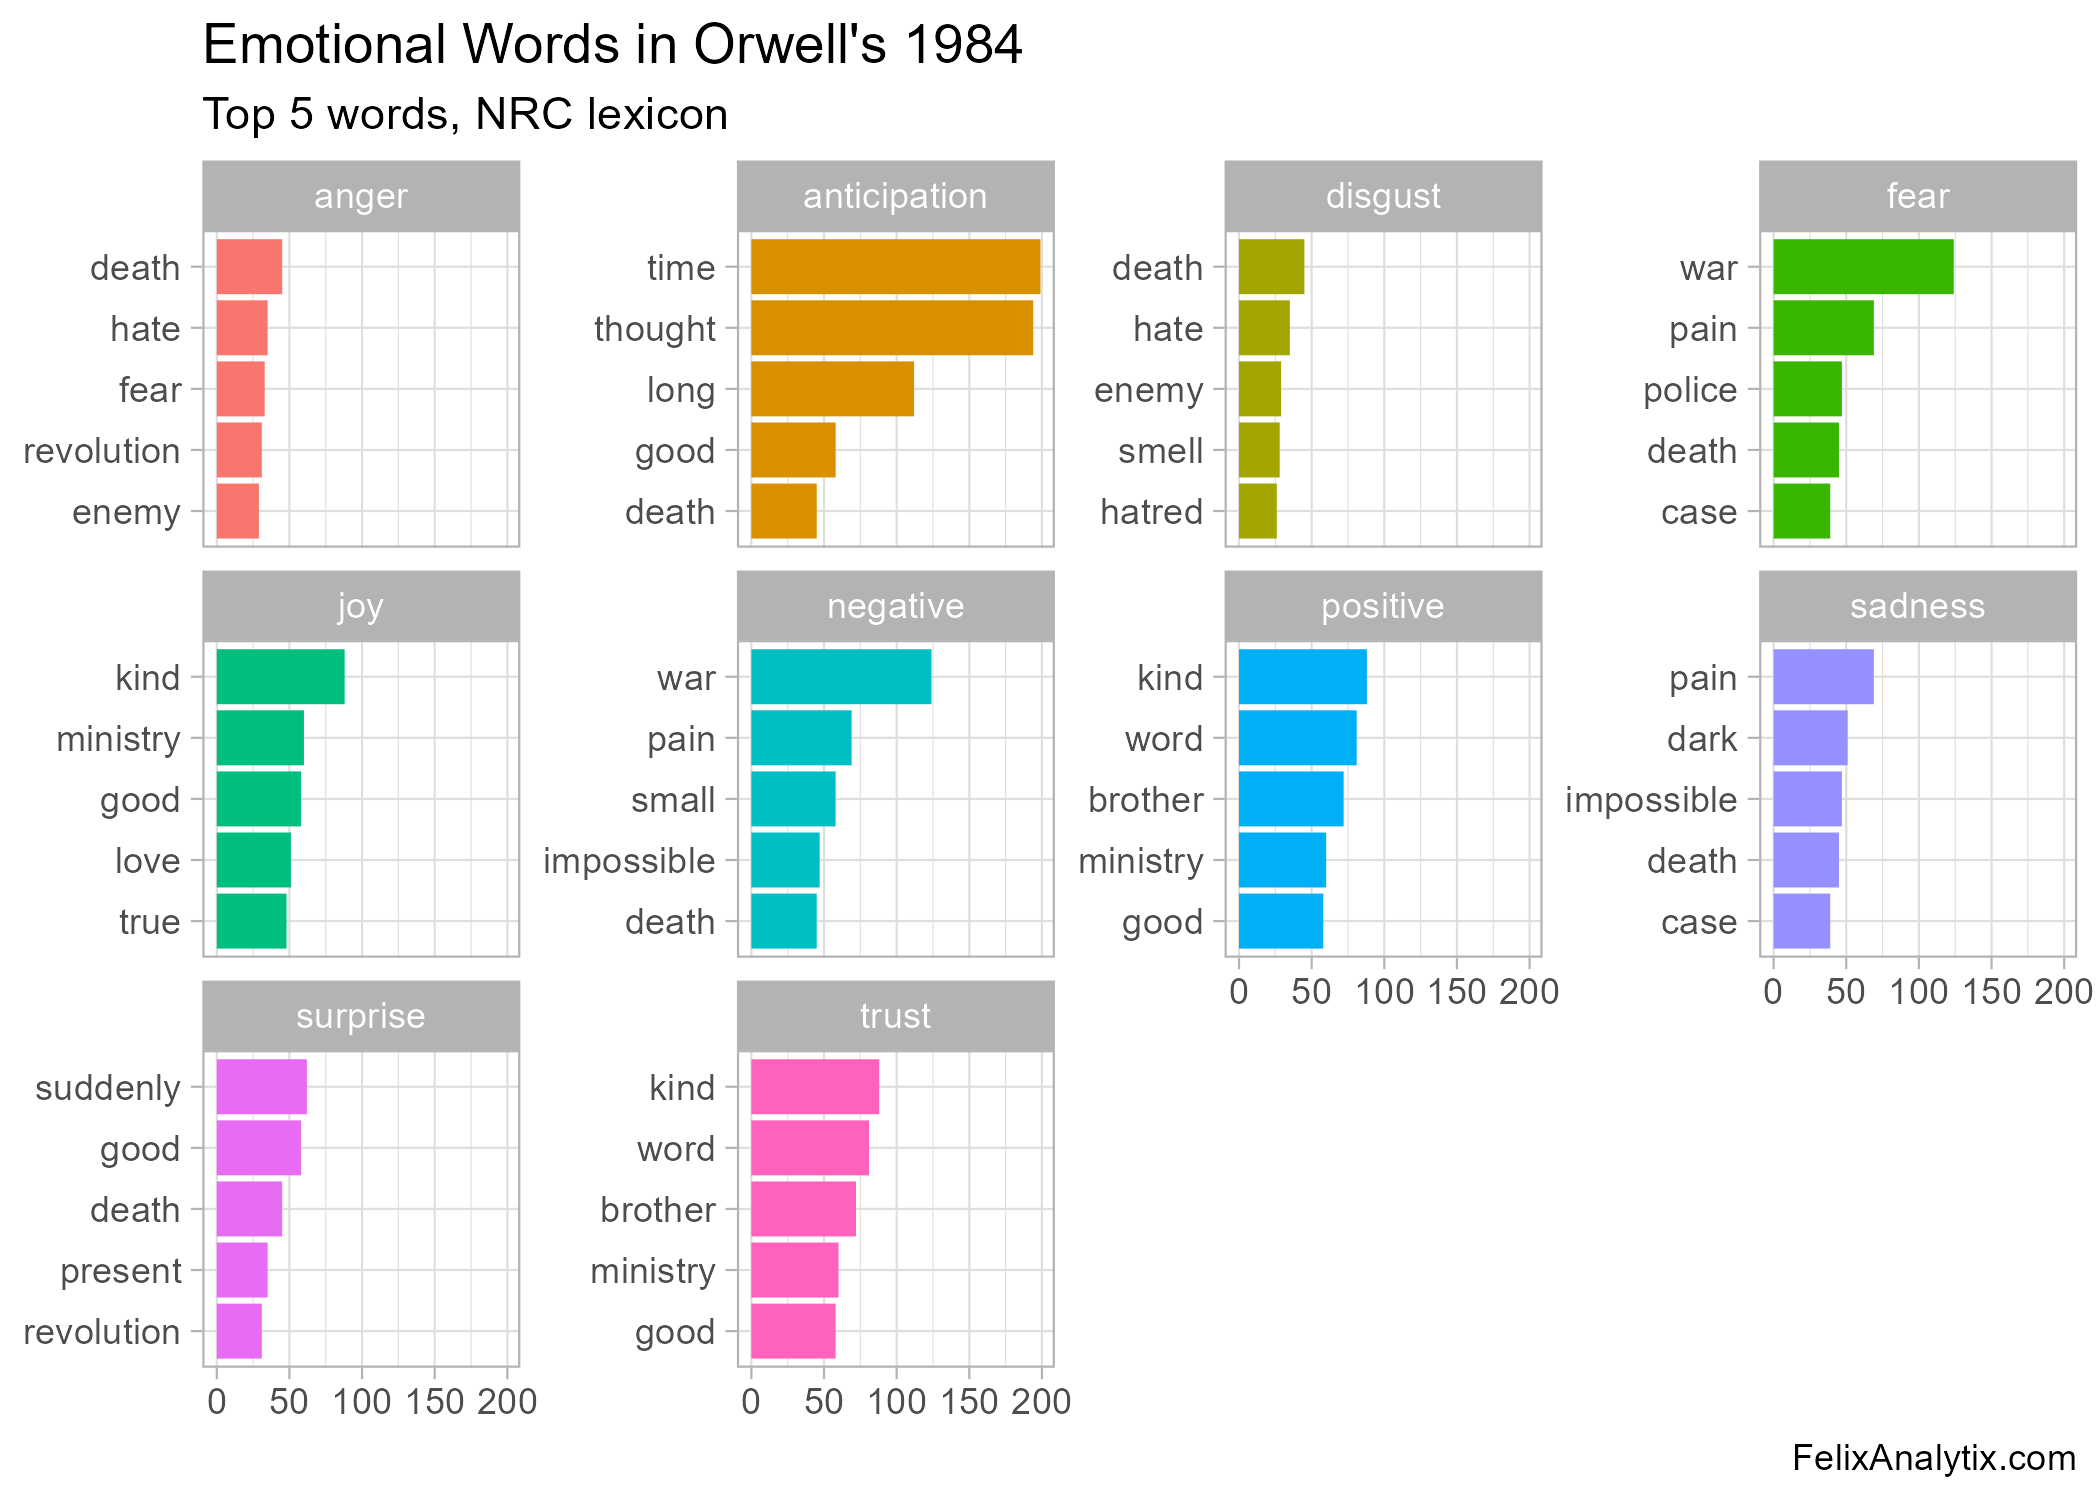 Emotional Words in Orwell's 1984
Top 5 words, NRC lexicon
anger
death
hate
fear
revolution
enemy
anticipation
time
thought
long
good
death
disgust
death
hate
enemy
smell
hatred
fear
war
pain
police
death
case
joy
kind
ministry
good
love
true
negative
war
pain
small
impossible
death
positive
kind
word
brother
ministry
good
0 50 100 150 200
sadness
pain
dark
impossible
death
case
0 50 100 150 200
surprise
suddenly
good
death
present
revolution
0 50 100 150 200
trust
kind
word
brother
ministry
good
0 50 100 150 200
FelixAnalytix.com